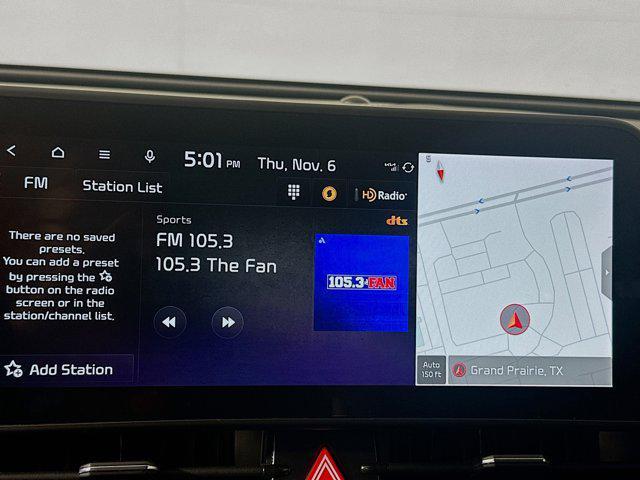 5:01 PM
Thu, Nov. 6
FM
Station List
HD Radio
Sports
dts
There are no saved
presets.
You can add a preset
by pressing the
button on the radio
screen or in the
station/channel list.
FM 105.3
105.3 The Fan
105.3 THE FAN
Add Station
Auto
150 ft
Grand Prairie, TX